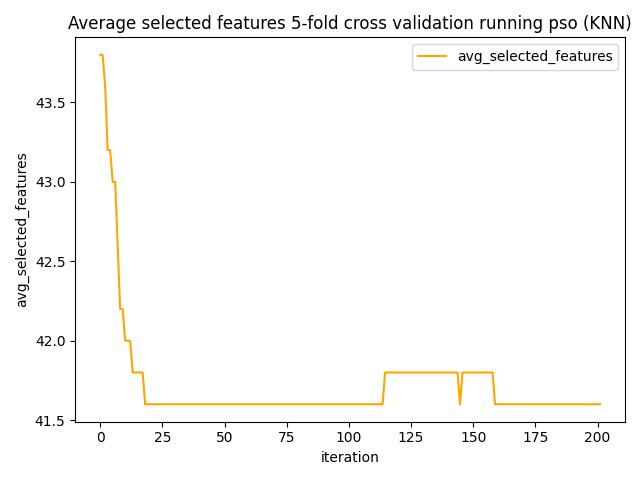 Average selected features 5-fold cross validation running pso (KNN)
avg_selected_features
43.5
43.0
42.5
42.0
41.5
avg_selected_features
0 25 50 75 100 125 150 175 200
iteration